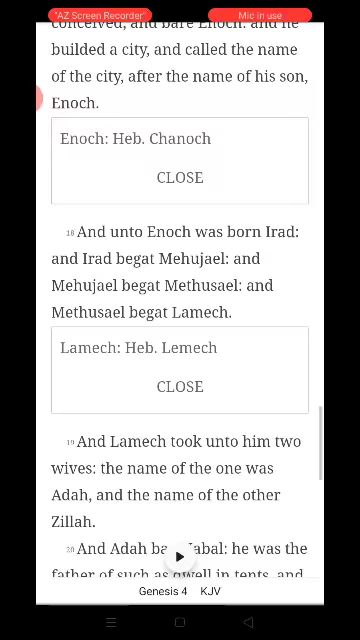 "AZ Screen Recorder"
Mic in use
conceived, and bare Enoch: and he
builded a city, and called the name
of the city, after the name of his son,
Enoch.
Enoch: Heb. Chanoch
CLOSE
18 And unto Enoch was born Irad:
and Irad begat Mehujael: and
Mehujael begat Methusael: and
Methusael begat Lamech.
Lamech: Heb. Lemech
CLOSE
19 And Lamech took unto him two
wives: the name of the one was
Adah, and the name of the other
Zillah.
20 And Adah Jabal: he was the
father of such as dwell in tents, and
Genesis 4 KJV